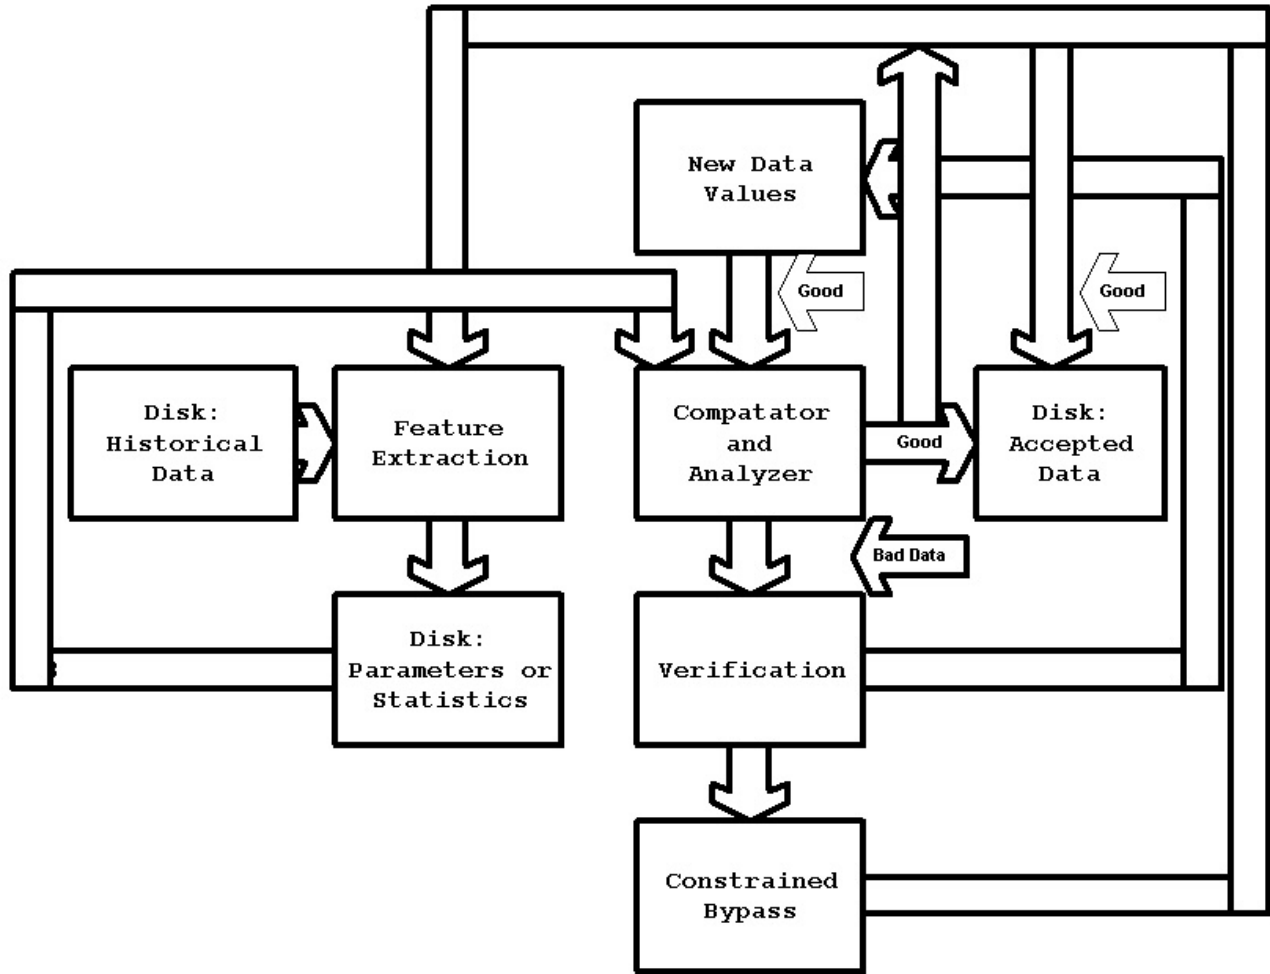 New Data
Values
Good
Good
Disk:
Historical
Data
Feature
Extraction
Compatator
and
Analyzer
Good
Disk:
Accepted
Data
Bad Data
Disk:
Parameters or
Statistics
Verification
Constrained
Bypass